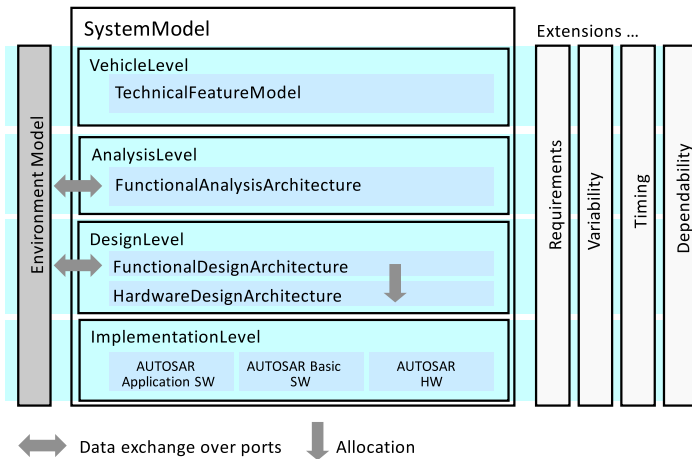 SystemModel
Extensions ...
VehicleLevel
TechnicalFeatureModel
AnalysisLevel
FunctionalAnalysisArchitecture
DesignLevel
FunctionalDesignArchitecture
HardwareDesignArchitecture
ImplementationLevel
AUTOSAR
Application SW
AUTOSAR Basic
SW
AUTOSAR
HW
Environment Model
Requirements
Variability
Timing
Dependability
Data exchange over ports
Allocation